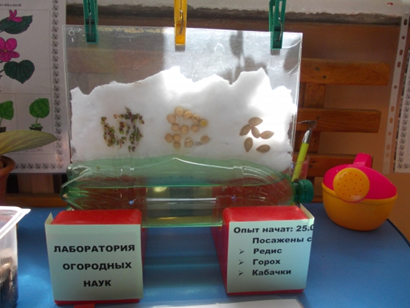 ЛАБОРАТОРИЯ
ОГОРОДНЫХ
НАУК
Опыт начат: 25.0
Посажены с
➢ Редис
➢ Горох
➢ Кабачки